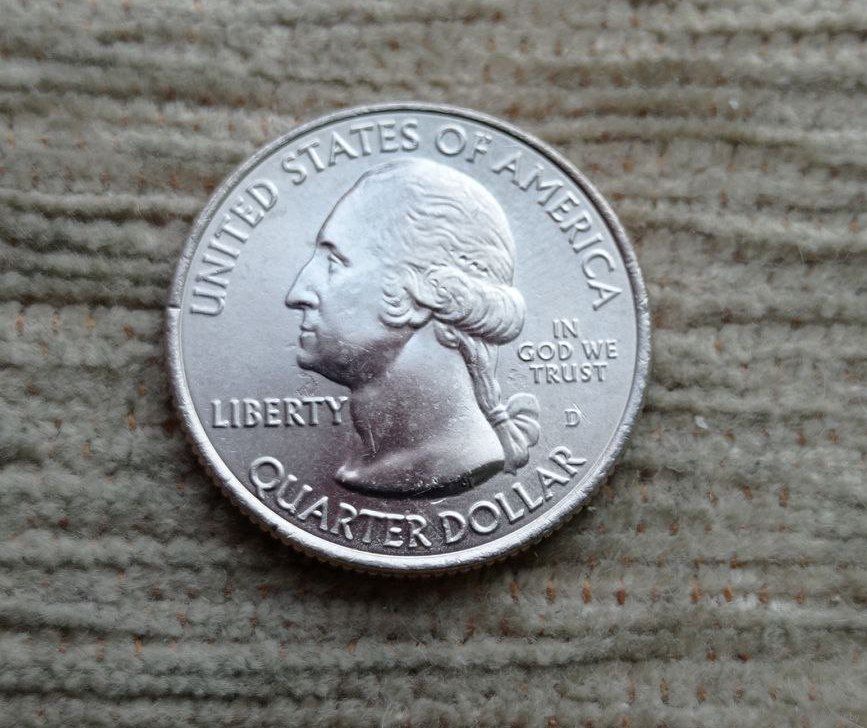 UNITED STATES OF AMERICA
LIBERTY
IN
GOD WE
TRUST
D
QUARTER DOLLAR